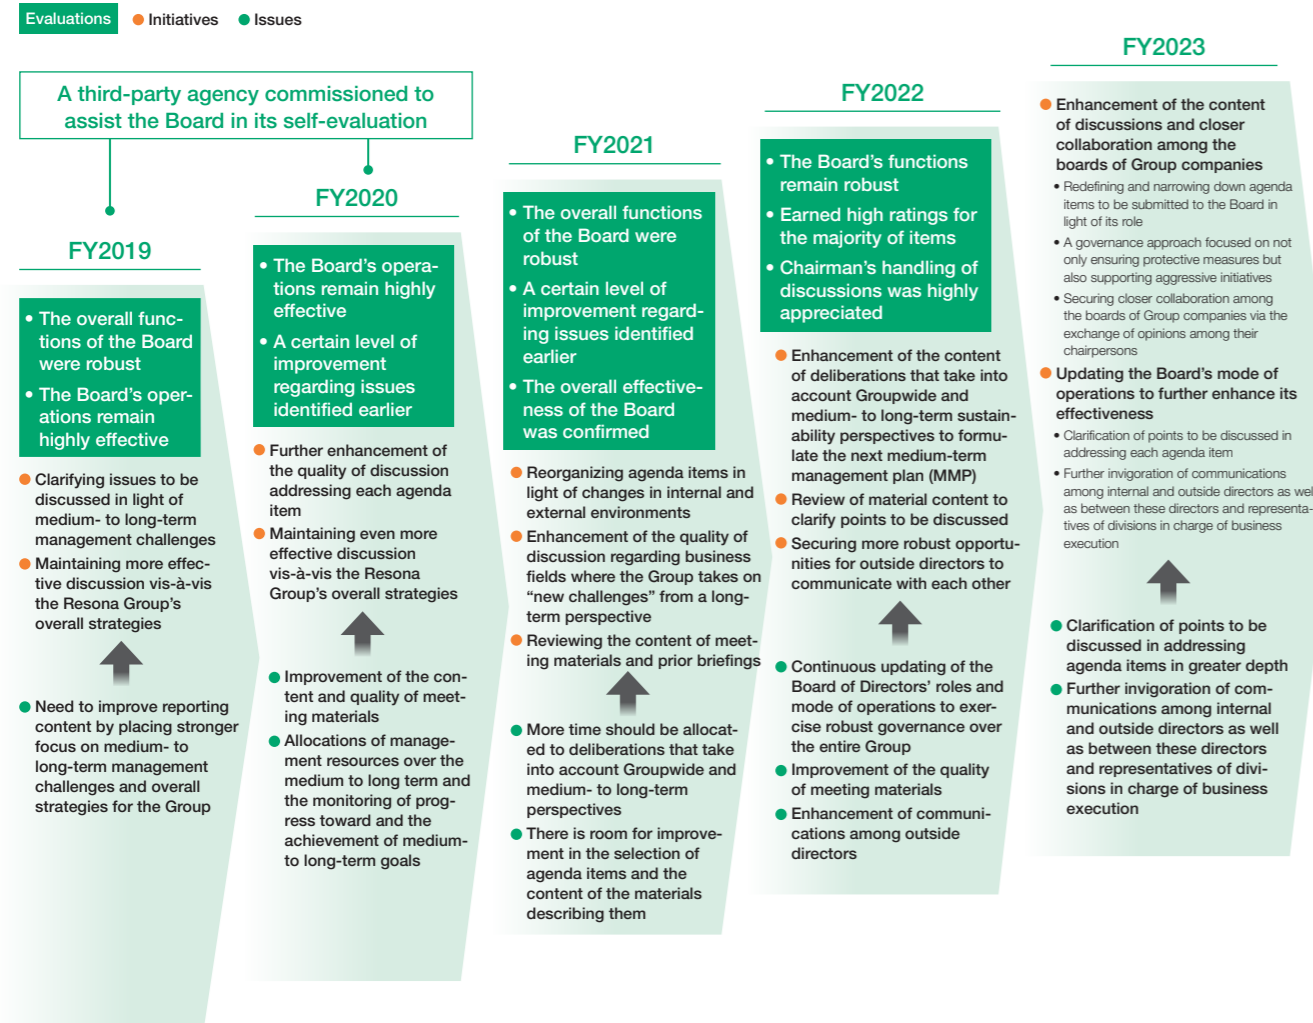 Evaluations
Initiatives
Issues
A third-party agency commissioned to
assist the Board in its self-evaluation
FY2019
• The overall func-
tions of the Board
were robust
• The Board's oper-
ations remain
highly effective
Clarifying issues to be
discussed in light of
medium- to long-term
management challenges
Maintaining more effec-
tive discussion vis-à-vis
the Resona Group's
overall strategies
Need to improve reporting
content by placing stronger
focus on medium- to
long-term management
challenges and overall
strategies for the Group
FY2020
• The Board's opera-
tions remain highly
effective
• A certain level of
improvement
regarding issues
identified earlier
Further enhancement of
the quality of discussion
addressing each agenda
item
Maintaining even more
effective discussion
vis-à-vis the Resona
Group's overall strategies
Improvement of the con-
tent and quality of meet-
ing materials
Allocations of manage-
ment resources over the
medium to long term and
the monitoring of prog-
ress toward and the
achievement of medium-
to long-term goals
FY2021
• The overall functions
of the Board were
robust
• A certain level of
improvement regard-
ing issues identified
earlier
• The overall effective-
ness of the Board
was confirmed
Reorganizing agenda items in
light of changes in internal and
external environments
Enhancement of the quality of
discussion regarding business
fields where the Group takes on
"new challenges" from a long-
term perspective
Reviewing the content of meet-
ing materials and prior briefings
More time should be allocat-
ed to deliberations that take
into account Groupwide and
medium- to long-term
perspectives
There is room for improve-
ment in the selection of
agenda items and the
content of the materials
describing them
FY2022
• The Board's functions
remain robust
• Earned high ratings for
the majority of items
• Chairman's handling of
discussions was highly
appreciated
Enhancement of the content
of deliberations that take into
account Groupwide and
medium- to long-term sustain-
ability perspectives to formu-
late the next medium-term
management plan (MMP)
Review of material content to
clarify points to be discussed
Securing more robust opportu-
nities for outside directors to
communicate with each other
Continuous updating of the
Board of Directors' roles and
mode of operations to exer-
cise robust governance over
the entire Group
Improvement of the quality
of meeting materials
Enhancement of communi-
cations among outside
directors
FY2023
Enhancement of the content
of discussions and closer
collaboration among the
boards of Group companies
• Redefining and narrowing down agenda
items to be submitted to the Board in
light of its role
• A governance approach focused on not
only ensuring protective measures but
also supporting aggressive initiatives
• Securing closer collaboration among
the boards of Group companies via the
exchange of opinions among their
chairpersons
Updating the Board's mode of
operations to further enhance its
effectiveness
• Clarification of points to be discussed in
addressing each agenda item
• Further invigoration of communications
among internal and outside directors as well
as between these directors and representa-
tives of divisions in charge of business
execution
Clarification of points to be
discussed in addressing
agenda items in greater depth
Further invigoration of com-
munications among internal
and outside directors as well
as between these directors
and representatives of divi-
sions in charge of business
execution